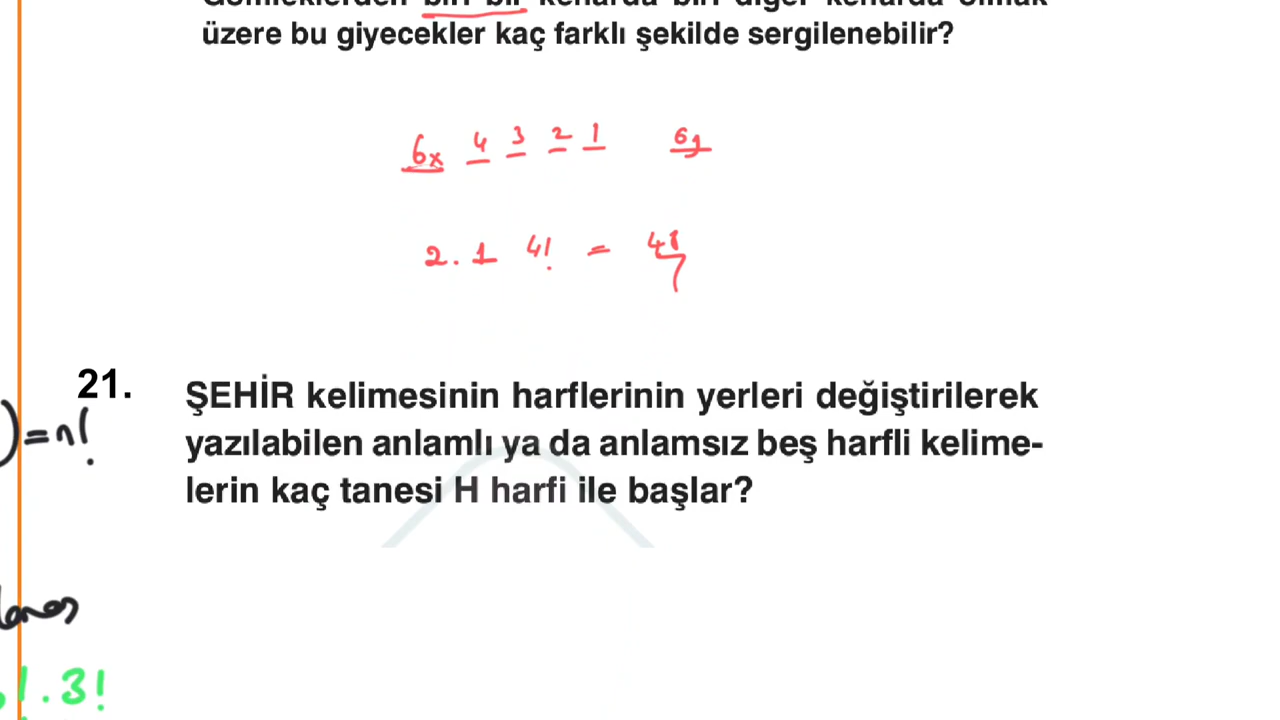 üzere bu giyecekler kaç farklı şekilde sergilenebilir?
6x 4 3 2 1
2. 1 4! = 48
21. ŞEHİR kelimesinin harflerinin yerleri değiştirilerek
)=n!
yazılabilen anlamlı ya da anlamsız beş harfli kelime-
lerin kaç tanesi H harfi ile başlar?
!.3!